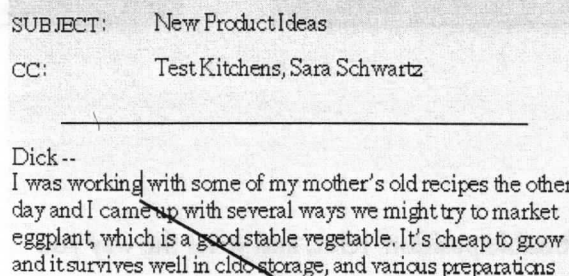 SUBJECT: New Product Ideas
CC: Test Kitchens, Sara Schwartz
Dick --
I was working with some of my mother's old recipes the other
day and I came up with several ways we might try to market
eggplant, which is a good stable vegetable. It's cheap to grow
and it survives well in cldo storage, and various preparations